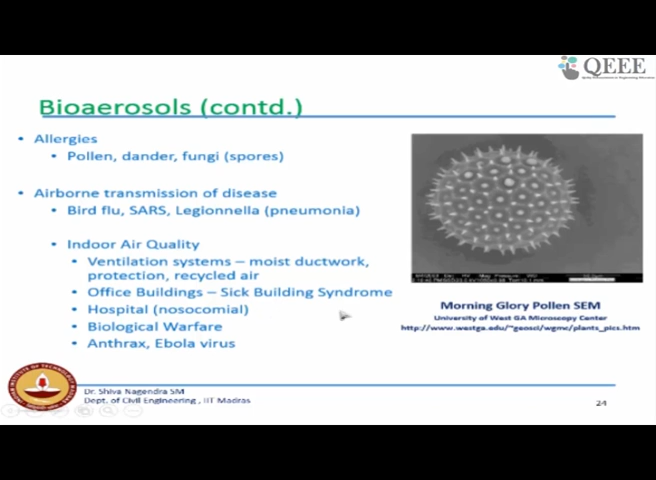 QEEE
Bioaerosols (contd.)
• Allergies
• Pollen, dander, fungi (spores)
• Airborne transmission of disease
• Bird flu, SARS, Legionnella (pneumonia)
• Indoor Air Quality
• Ventilation systems – moist ductwork,
protection, recycled air
• Office Buildings – Sick Building Syndrome
• Hospital (nosocomial)
• Biological Warfare
• Anthrax, Ebola virus
Morning Glory Pollen SEM
University of West GA Microscopy Center
http://www.westga.edu/~geosci/wgmc/plants_pics.htm
Dr. Shiva Nagendra SM
Dept. of Civil Engineering , IIT Madras
24